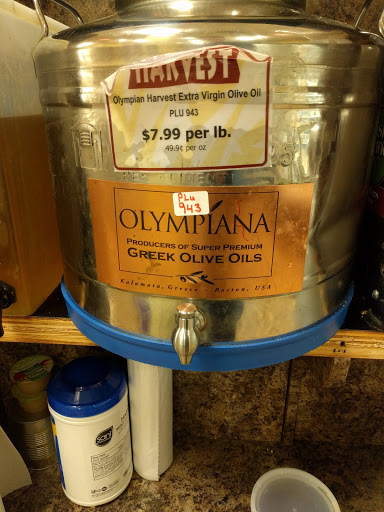 HARVEST
Olympian Harvest Extra Virgin Olive Oil
PLU 943
$7.99 per lb.
49.9¢ per oz
PLu
943
OLYMPIANA
PRODUCERS OF SUPER PREMIUM
GREEK OLIVE OILS
Kalamata, Greece - Boston, USA
sani